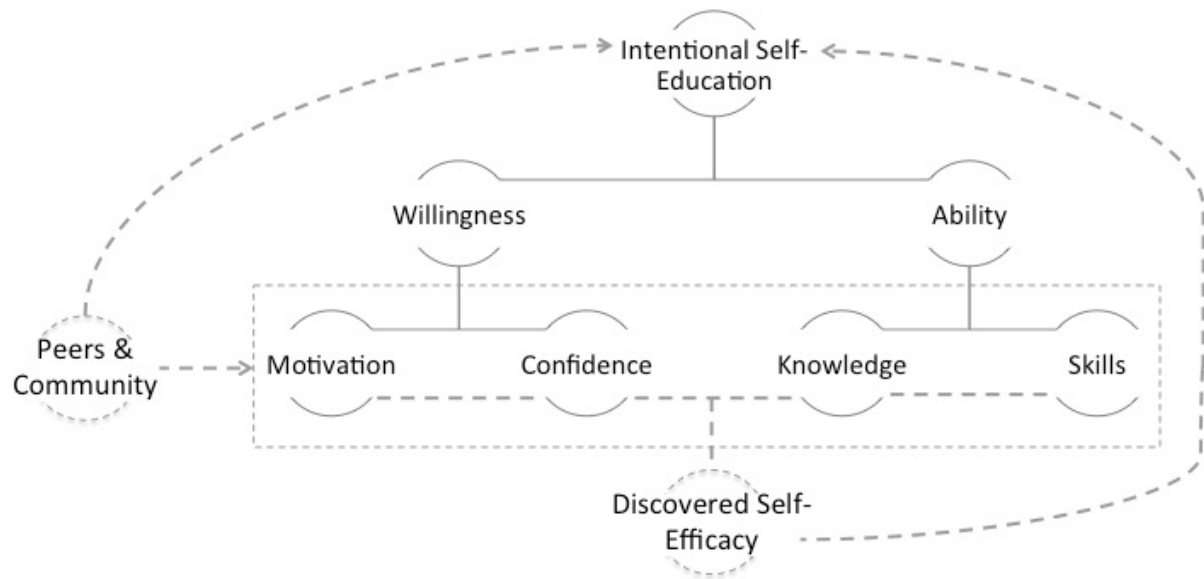 Intentional Self-
Education
Willingness
Ability
Peers &
Community
Motivation
Confidence
Knowledge
Skills
Discovered Self-
Efficacy